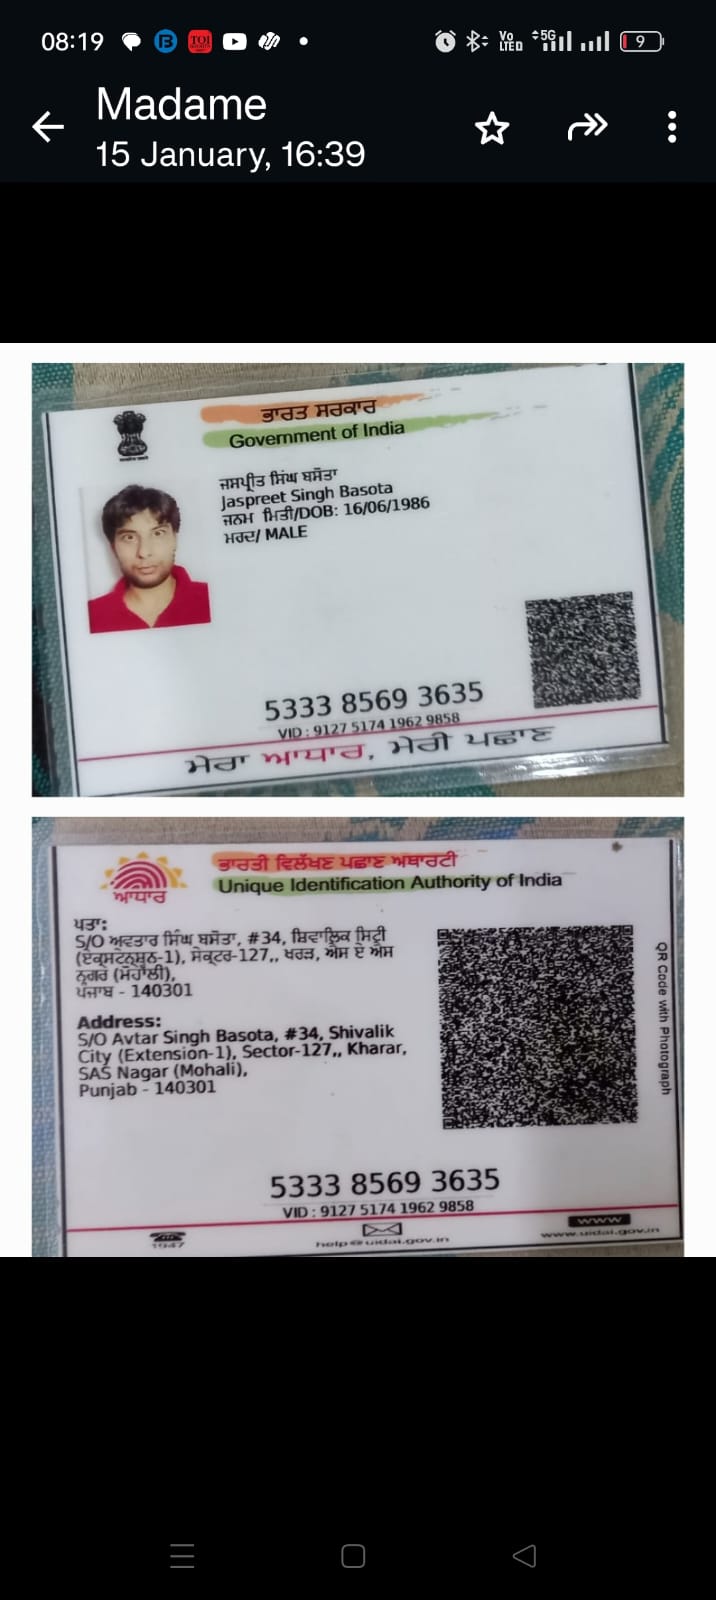 08:19
TOI
Vo LTED
5G
9
Madame
15 January, 16:39
ਭਾਰਤ ਸਰਕਾਰ
Government of India
ਜਸਪ੍ਰੀਤ ਸਿੰਘ ਬਸੋਤਾ
Jaspreet Singh Basota
ਜਨਮ ਮਿਤੀ/DOB: 16/06/1986
ਮਰਦ/ MALE
5333 8569 3635
VID : 9127 5174 1962 9858
ਮੇਰਾ ਆਧਾਰ, ਮੇਰੀ ਪਛਾਣ
ਆਧਾਰ
ਭਾਰਤੀ ਵਿਲੱਖਣ ਪਛਾਣ ਅਥਾਰਟੀ
Unique Identification Authority of India
ਪਤਾ:
S/O ਅਵਤਾਰ ਸਿੰਘ ਬਸੋਤਾ, #34, ਸ਼ਿਵਾਲਿਕ ਸਿਟੀ
(ਏਕ੍ਸਟੇਨ੍ਸ਼ਨ-1), ਸੇਕ੍ਟਰ-127,, ਖਰੜ, ਐਸ ਏ ਐਸ
ਨਗਰ (ਮੋਹਾਲੀ),
ਪੰਜਾਬ - 140301
Address:
S/O Avtar Singh Basota, #34, Shivalik
City (Extension-1), Sector-127,, Kharar,
SAS Nagar (Mohali),
Punjab - 140301
QR Code with Photograph
5333 8569 3635
VID : 9127 5174 1962 9858
1947
help@uidai.gov.in
www
www.uidai.gov.in